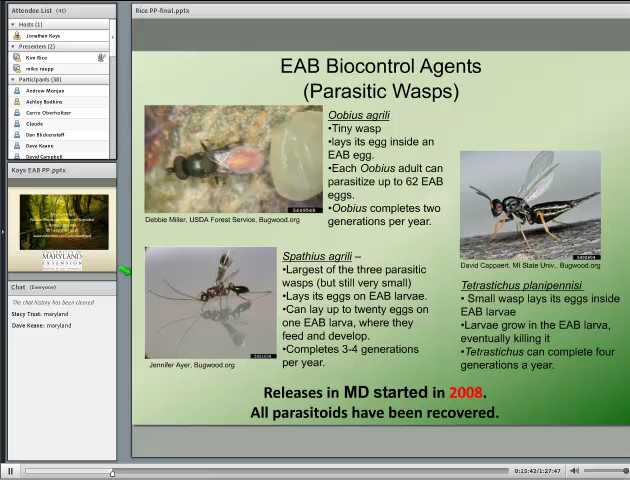 Attendee List (41)
Hosts (1)
Jonathan Kays
Presenters (2)
Kim Rice
mike raupp
Participants (38)
Andrew Monjan
Ashley Bodkins
Carrie Oberholtzer
Claude
Dan Blickenstaff
Dave Keane
David Campbell
Kays EAB PP.pptx
MARYLAND
EXTENSION
Chat (Everyone)
The chat history has been cleared
Stacy Trust: maryland
Dave Keane: maryland
Rice PP-final.pptx
EAB Biocontrol Agents
(Parasitic Wasps)
Oobius agrili
•Tiny wasp
•lays its egg inside an
EAB egg.
•Each Oobius adult can
parasitize up to 62 EAB
eggs.
•Oobius completes two
generations per year.
Debbie Miller, USDA Forest Service, Bugwood.org
David Cappaert, MI State Univ., Bugwood.org
Spathius agrili –
•Largest of the three parasitic
wasps (but still very small)
•Lays its eggs on EAB larvae.
•Can lay up to twenty eggs on
one EAB larva, where they
feed and develop.
•Completes 3-4 generations
per year.
Jennifer Ayer, Bugwood.org
Tetrastichus planipennisi
• Small wasp lays its eggs inside
EAB larvae
•Larvae grow in the EAB larva,
eventually killing it
•Tetrastichus can complete four
generations a year.
Releases in MD started in 2008.
All parasitoids have been recovered.
0:15:42/1:27:47